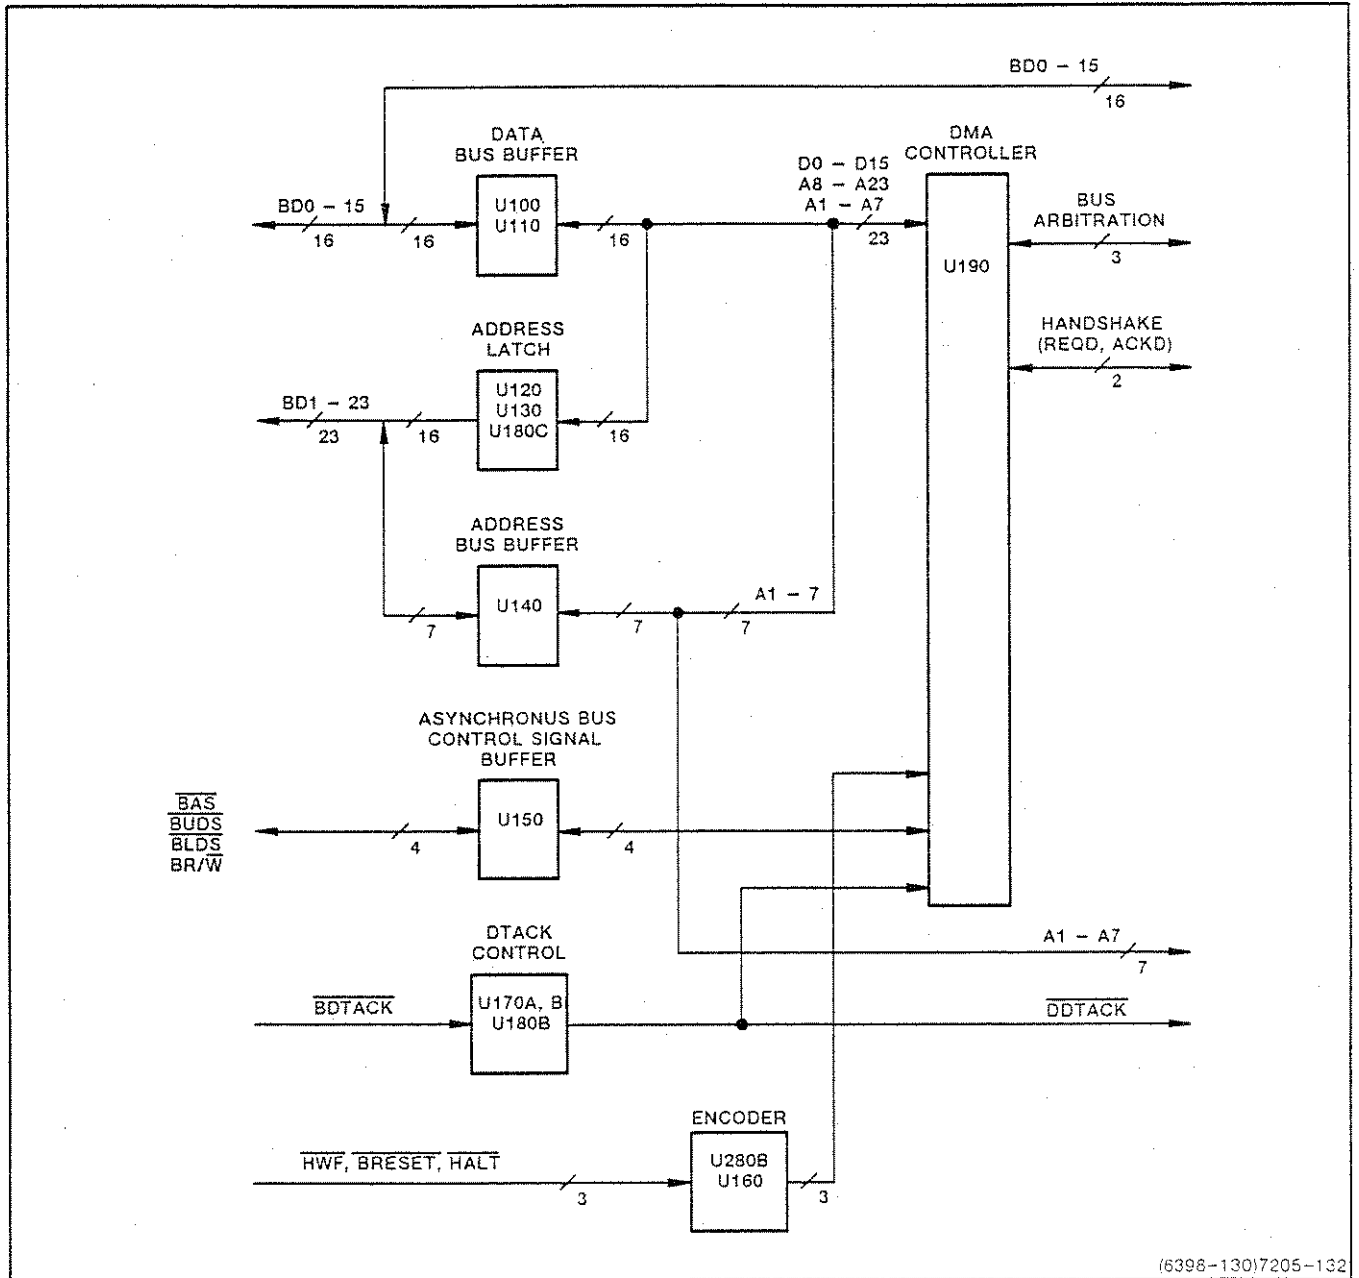 BD0 – 15
16
DATA
BUS BUFFER
DMA
CONTROLLER
D0 – D15
A8 – A23
A1 – A7
BD0 – 15
16
16
U100
U110
16
23
U190
BUS
ARBITRATION
3
HANDSHAKE
(REQD, ACKD)
2
ADDRESS
LATCH
BD1 – 23
23
16
U120
U130
U180C
16
ADDRESS
BUS BUFFER
7
U140
7
A1 – 7
7
ASYNCHRONUS BUS
CONTROL SIGNAL
BUFFER
BAS
BUDS
BLDS
BR/W
4
U150
4
A1 – A7
7
DTACK
CONTROL
BDTACK
U170A, B
U180B
DDTACK
ENCODER
HWF, BRESET, HALT
3
U280B
U160
3
(6398-130)7205-132